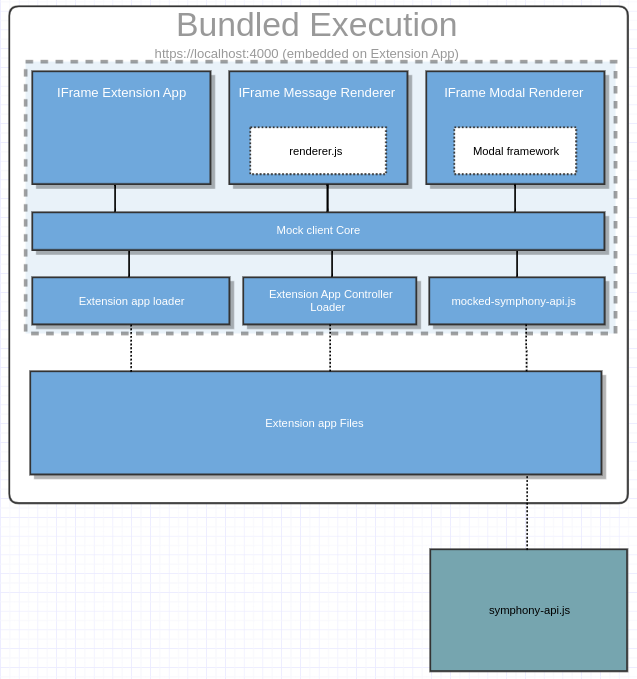 Bundled Execution
https://localhost:4000 (embedded on Extension App)
IFrame Extension App
IFrame Message Renderer
IFrame Modal Renderer
renderer.js
Modal framework
Mock client Core
Extension app loader
Extension App Controller
Loader
mocked-symphony-api.js
Extension app Files
symphony-api.js